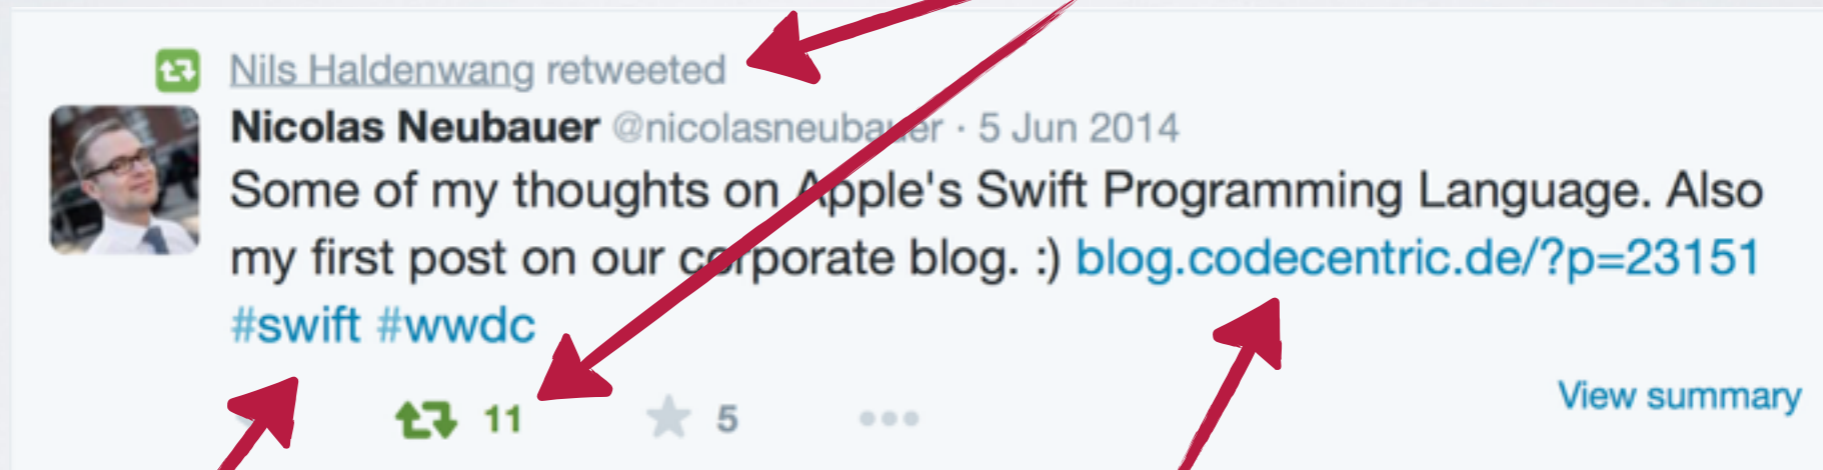 Nils Haldenwang retweeted
Nicolas Neubauer @nicolasneubauer · 5 Jun 2014
Some of my thoughts on Apple's Swift Programming Language. Also
my first post on our corporate blog. :) blog.codecentric.de/?p=23151
#swift #wwdc
View summary
11 5